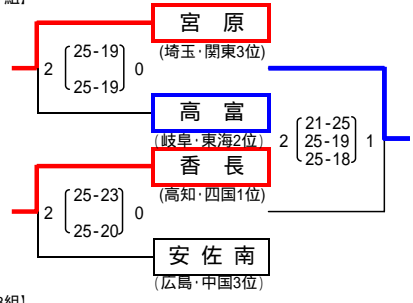 組】
宮 原
(埼玉・関東3位)
2 25-19 0
25-19
高 富
(岐阜・東海2位)
2 21-25 1
25-19
25-18
香 長
(高知・四国1位)
2 25-23 0
25-20
安 佐 南
(広島・中国3位)
組】